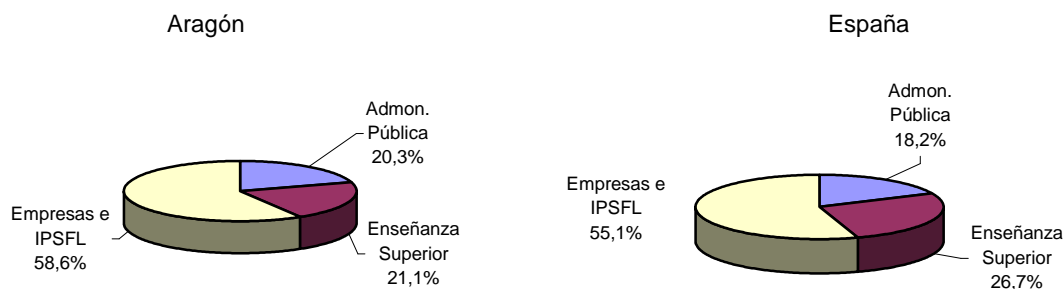 Aragón
Admon.
Pública
20,3%
Empresas e
IPSFL
58,6%
Enseñanza
Superior
21,1%
España
Admon.
Pública
18,2%
Empresas e
IPSFL
55,1%
Enseñanza
Superior
26,7%